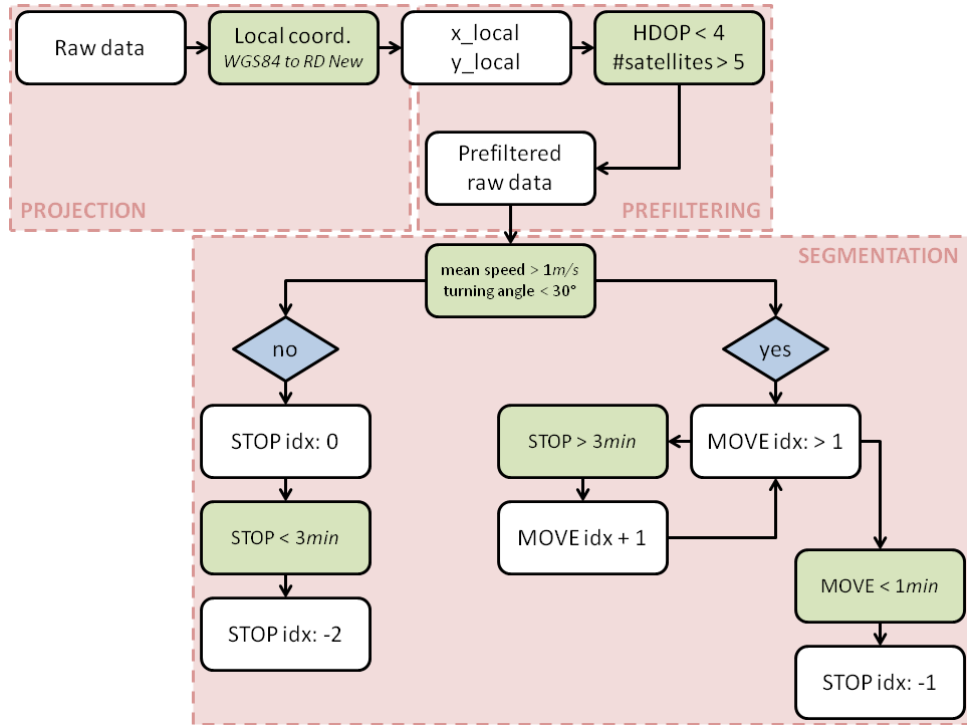 Raw data
Local coord.
WGS84 to RD New
x_local
y_local
HDOP < 4
#satellites > 5
Prefiltered
raw data
PROJECTION
PREFILTERING
SEGMENTATION
mean speed > 1m/s
turning angle < 30°
no
yes
STOP idx: 0
STOP > 3min
MOVE idx: > 1
STOP < 3min
MOVE idx + 1
MOVE < 1min
STOP idx: -2
STOP idx: -1